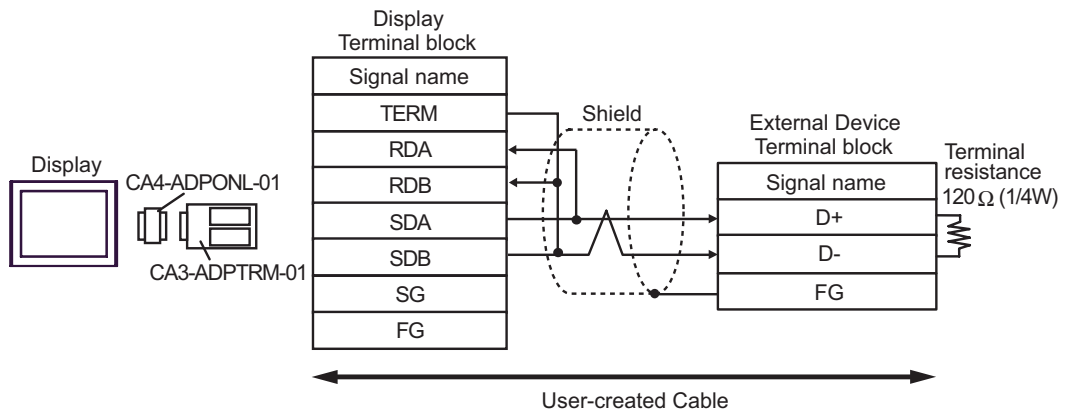 Display
Terminal block
Signal name
TERM
RDA
RDB
SDA
SDB
SG
FG
Shield
External Device
Terminal block
Signal name
D+
D-
FG
Terminal
resistance
120 Ω (1/4W)
Display
CA4-ADPONL-01
CA3-ADPTRM-01
User-created Cable